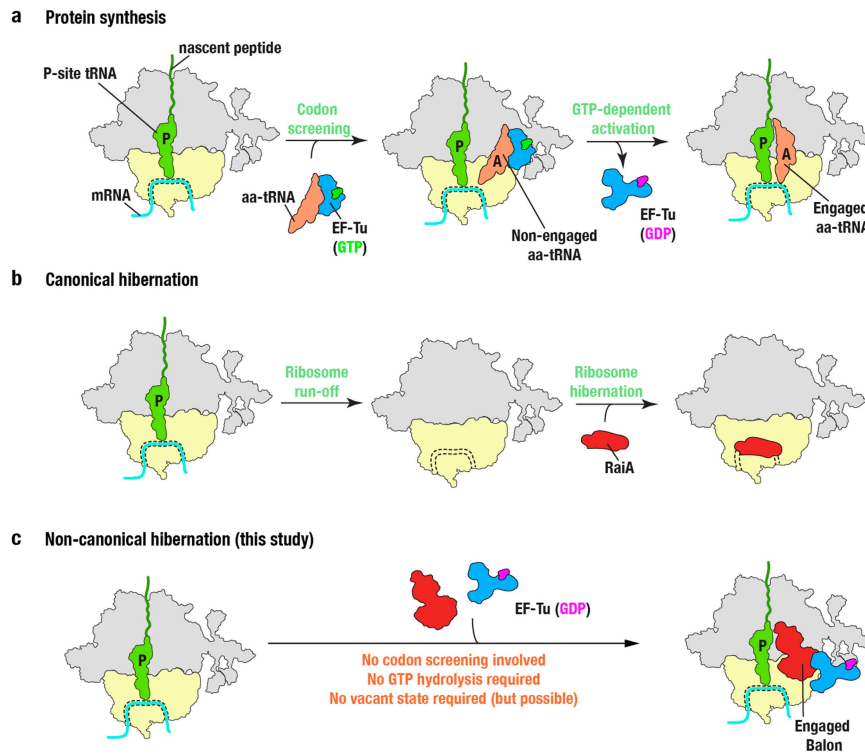 a Protein synthesis
nascent peptide
P-site tRNA
P
mRNA
Codon
screening
aa-tRNA
EF-Tu
(GTP)
P
A
Non-engaged
aa-tRNA
GTP-dependent
activation
EF-Tu
(GDP)
P
A
Engaged
aa-tRNA
b Canonical hibernation
P
Ribosome
run-off
Ribosome
hibernation
RaiA
c Non-canonical hibernation (this study)
P
EF-Tu (GDP)
No codon screening involved
No GTP hydrolysis required
No vacant state required (but possible)
P
Engaged
Balon